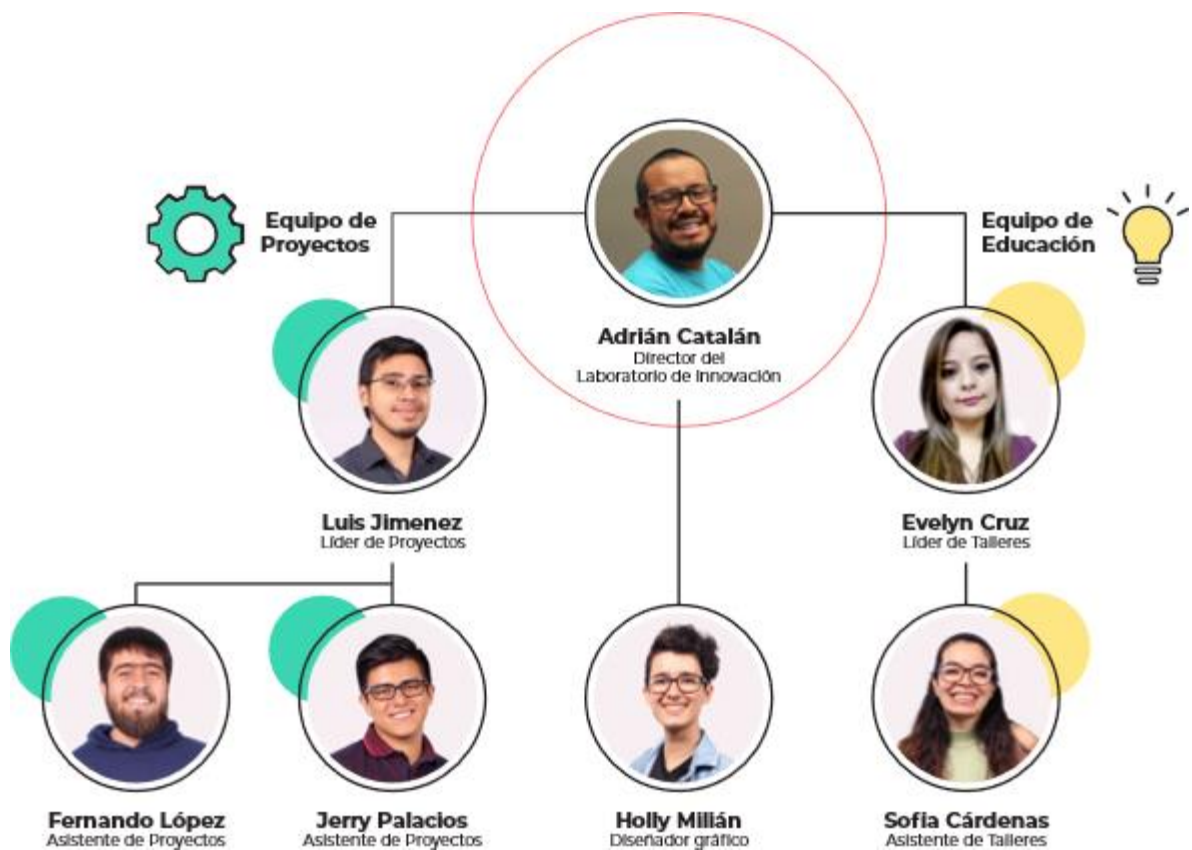 Equipo de
Proyectos
Equipo de
Educación
Adrián Catalán
Director del
Laboratorio de Innovación
Luis Jimenez
Líder de Proyectos
Evelyn Cruz
Líder de Talleres
Fernando López
Asistente de Proyectos
Jerry Palacios
Asistente de Proyectos
Holly Milián
Diseñador gráfico
Sofia Cárdenas
Asistente de Talleres